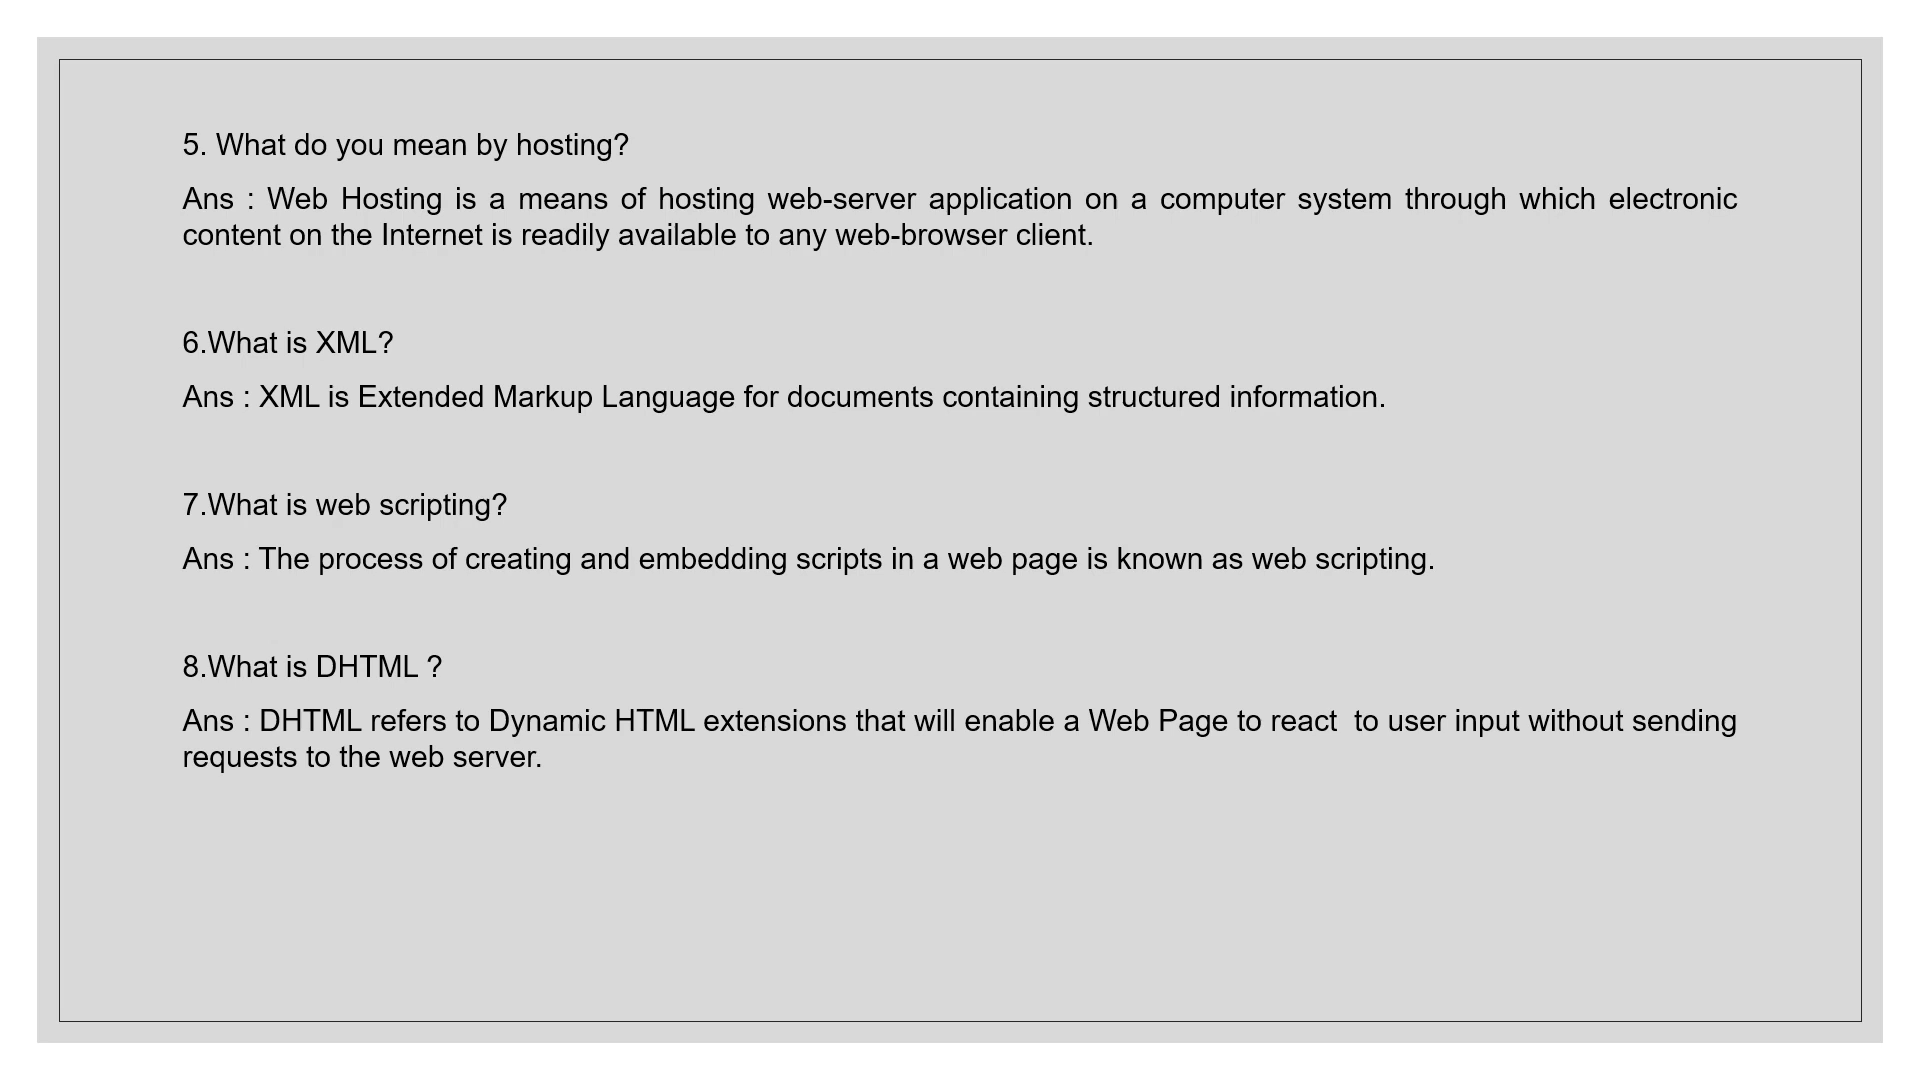 5. What do you mean by hosting?
Ans : Web Hosting is a means of hosting web-server application on a computer system through which electronic
content on the Internet is readily available to any web-browser client.
6.What is XML?
Ans : XML is Extended Markup Language for documents containing structured information.
7.What is web scripting?
Ans : The process of creating and embedding scripts in a web page is known as web scripting.
8.What is DHTML ?
Ans : DHTML refers to Dynamic HTML extensions that will enable a Web Page to react  to user input without sending
requests to the web server.